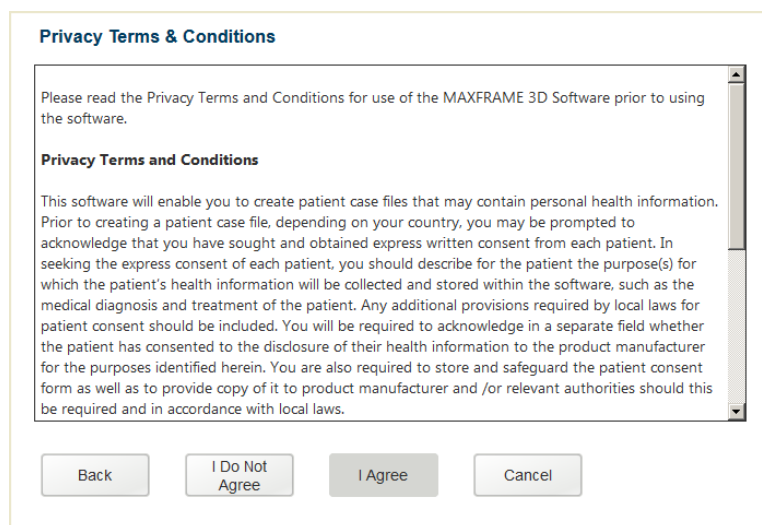 Privacy Terms & Conditions
Please read the Privacy Terms and Conditions for use of the MAXFRAME 3D Software prior to using
the software.
Privacy Terms and Conditions
This software will enable you to create patient case files that may contain personal health information.
Prior to creating a patient case file, depending on your country, you may be prompted to
acknowledge that you have sought and obtained express written consent from each patient. In
seeking the express consent of each patient, you should describe for the patient the purpose(s) for
which the patient's health information will be collected and stored within the software, such as the
medical diagnosis and treatment of the patient. Any additional provisions required by local laws for
patient consent should be included. You will be required to acknowledge in a separate field whether
the patient has consented to the disclosure of their health information to the product manufacturer
for the purposes identified herein. You are also required to store and safeguard the patient consent
form as well as to provide copy of it to product manufacturer and /or relevant authorities should this
be required and in accordance with local laws.
Back
I Do Not
Agree
I Agree
Cancel